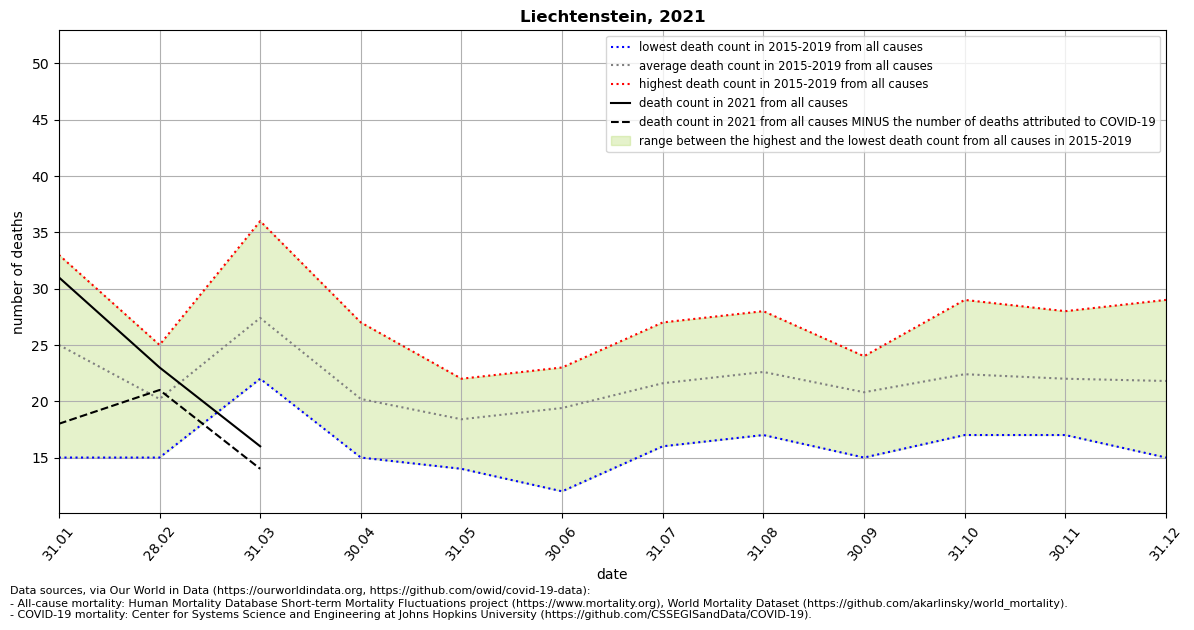 Liechtenstein, 2021
lowest death count in 2015-2019 from all causes
average death count in 2015-2019 from all causes
highest death count in 2015-2019 from all causes
death count in 2021 from all causes
death count in 2021 from all causes MINUS the number of deaths attributed to COVID-19
range between the highest and the lowest death count from all causes in 2015-2019
number of deaths
50
45
40
35
30
25
20
15
31.01
28.02
31.03
30.04
31.05
30.06
31.07
31.08
30.09
31.10
30.11
31.12
date
Data sources, via Our World in Data (https://ourworldindata.org, https://github.com/owid/covid-19-data):
- All-cause mortality: Human Mortality Database Short-term Mortality Fluctuations project (https://www.mortality.org), World Mortality Dataset (https://github.com/akarlinsky/world_mortality).
- COVID-19 mortality: Center for Systems Science and Engineering at Johns Hopkins University (https://github.com/CSSEGISandData/COVID-19).